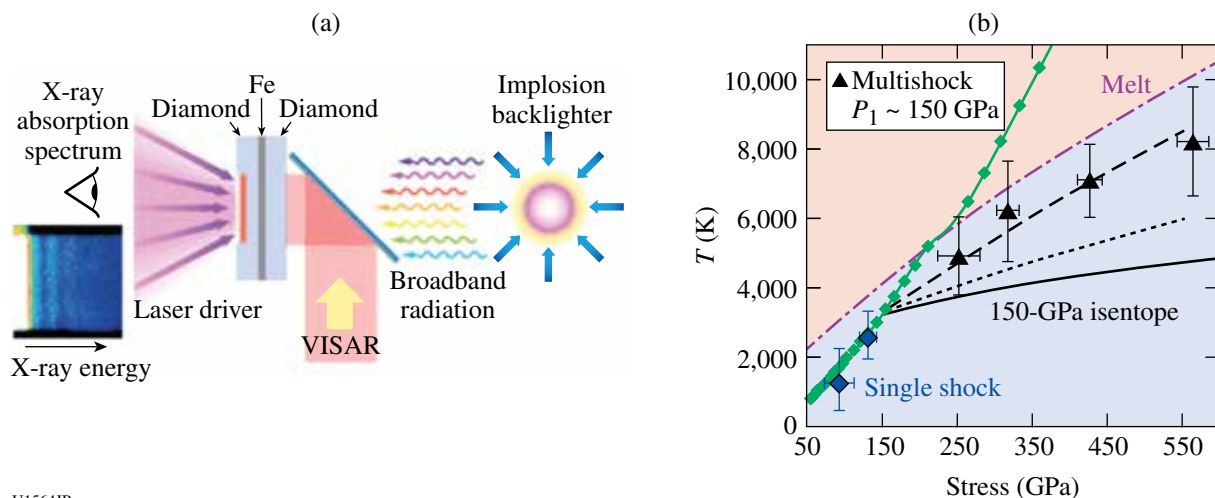 (a)
X-ray
absorption
spectrum
Diamond
Fe
Diamond
Implosion
backlighter
Laser driver
VISAR
Broadband
radiation
X-ray energy
(b)
Multishock
P1 ~ 150 GPa
Melt
150-GPa isentope
Single shock
T (K)
10,000
8,000
6,000
4,000
2,000
0
50 150 250 350 450 550
Stress (GPa)